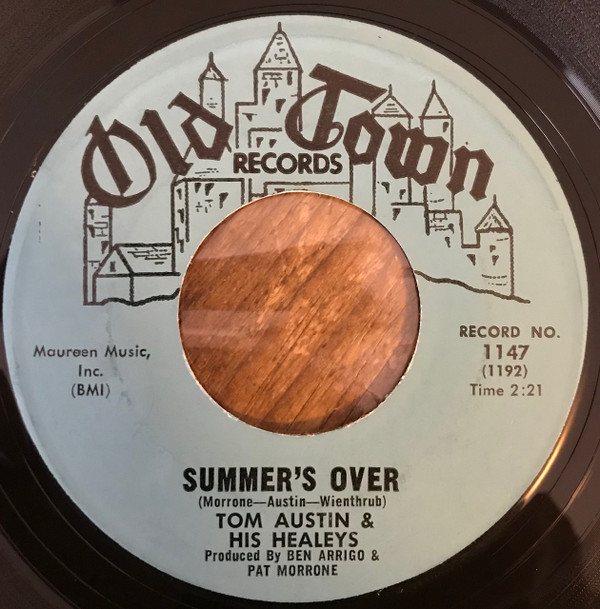 Old Town
RECORDS
Maureen Music,
Inc.
(BMI)
RECORD NO.
1147
(1192)
Time 2:21
SUMMER'S OVER
(Morrone—Austin—Wienthrub)
TOM AUSTIN &
HIS HEALEYS
Produced By BEN ARRIGO &
PAT MORRONE